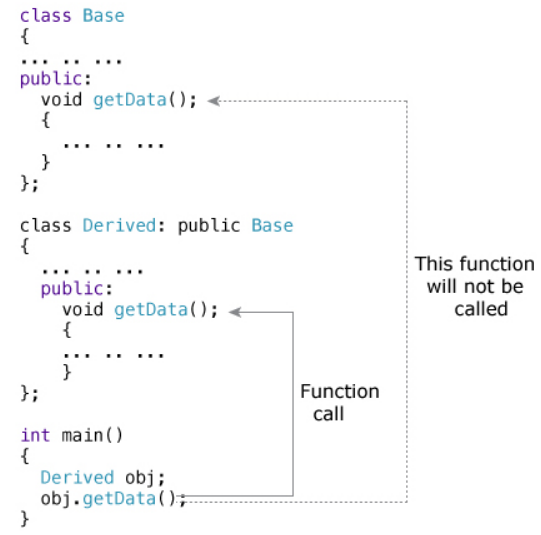 class Base
{
... .. ...
public:
void getData();
{
... .. ...
}
};
class Derived: public Base
{
... .. ...
public:
void getData();
{
... .. ...
}
};
int main()
{
Derived obj;
obj.getData();
}
This function
will not be
called
Function
call